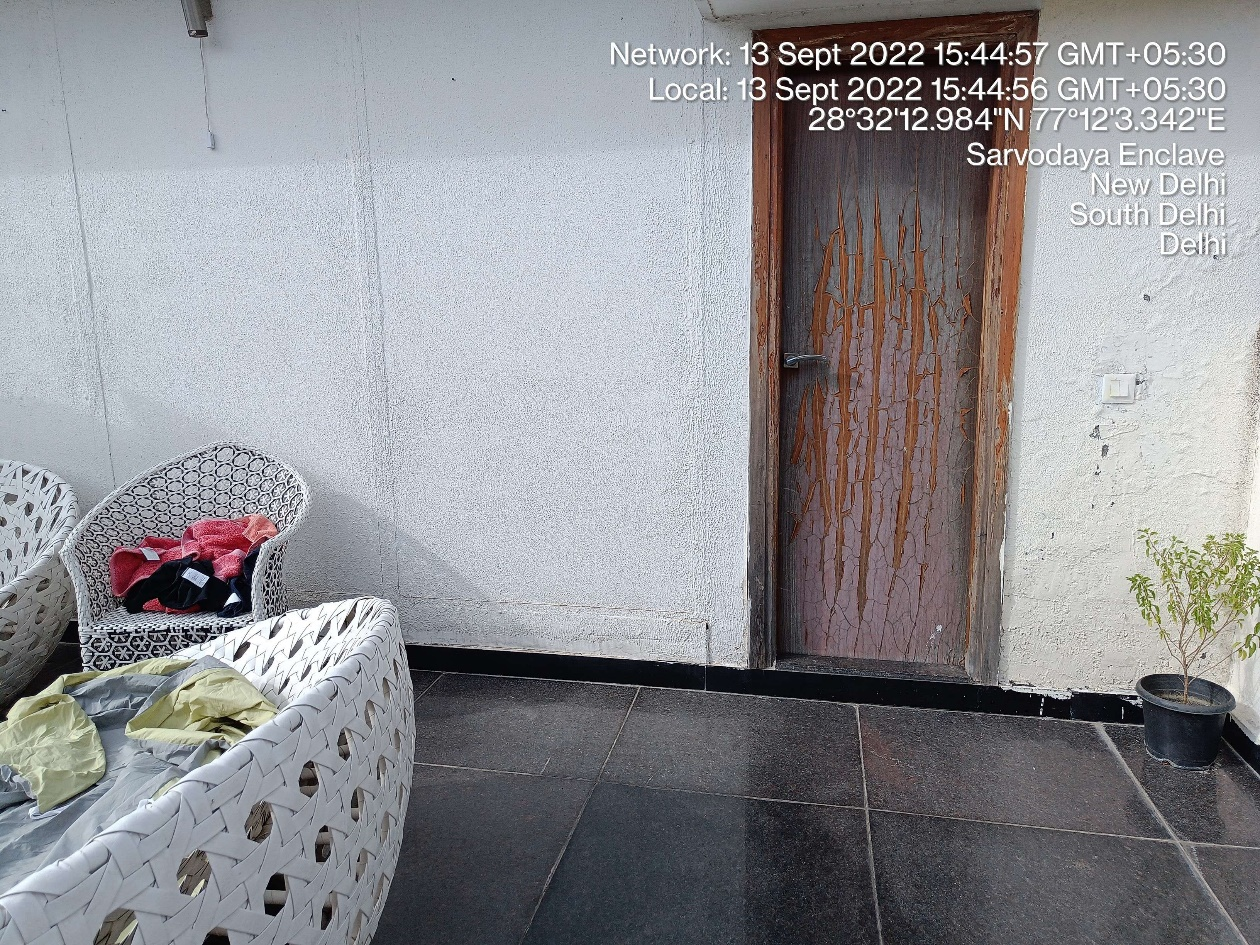 Network: 13 Sept 2022 15:44:57 GMT+05:30
Local: 13 Sept 2022 15:44:56 GMT+05:30
28°32'12.984"N 77°12'3.342"E
Sarvodaya Enclave
New Delhi
South Delhi
Delhi